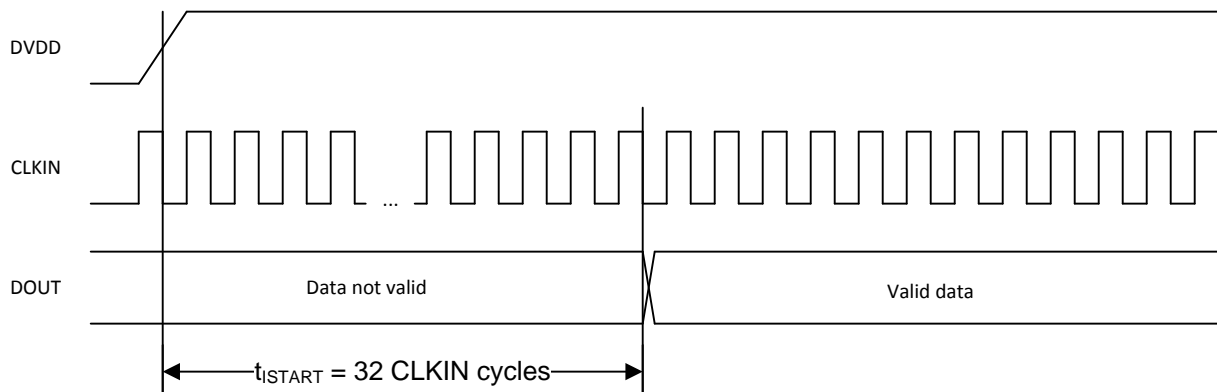 DVDD
CLKIN
...
DOUT
Data not valid
Valid data
tISTART = 32 CLKIN cycles